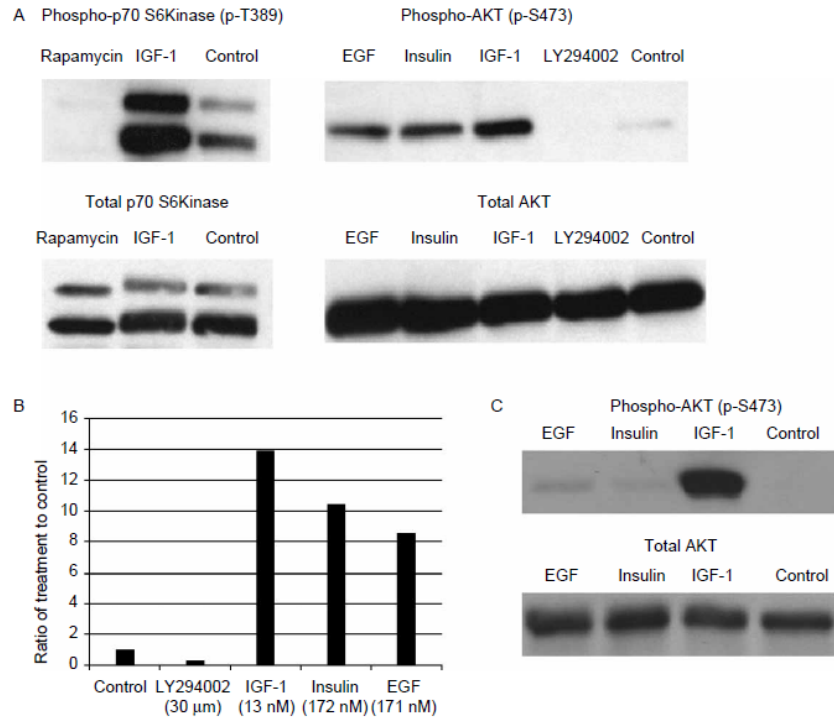 A Phospho-p70 S6Kinase (p-T389)
Rapamycin IGF-1 Control
Total p70 S6Kinase
Rapamycin IGF-1 Control
Phospho-AKT (p-S473)
EGF Insulin IGF-1 LY294002 Control
Total AKT
EGF Insulin IGF-1 LY294002 Control
B
Ratio of treatment to control
16
14
12
10
8
6
4
2
0
Control LY294002 IGF-1 Insulin EGF
(30 µm) (13 nM) (172 nM) (171 nM)
C Phospho-AKT (p-S473)
EGF Insulin IGF-1 Control
Total AKT
EGF Insulin IGF-1 Control